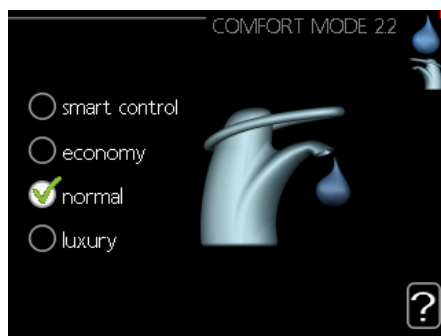 COMFORT MODE 2.2
smart control
economy
normal
luxury
?